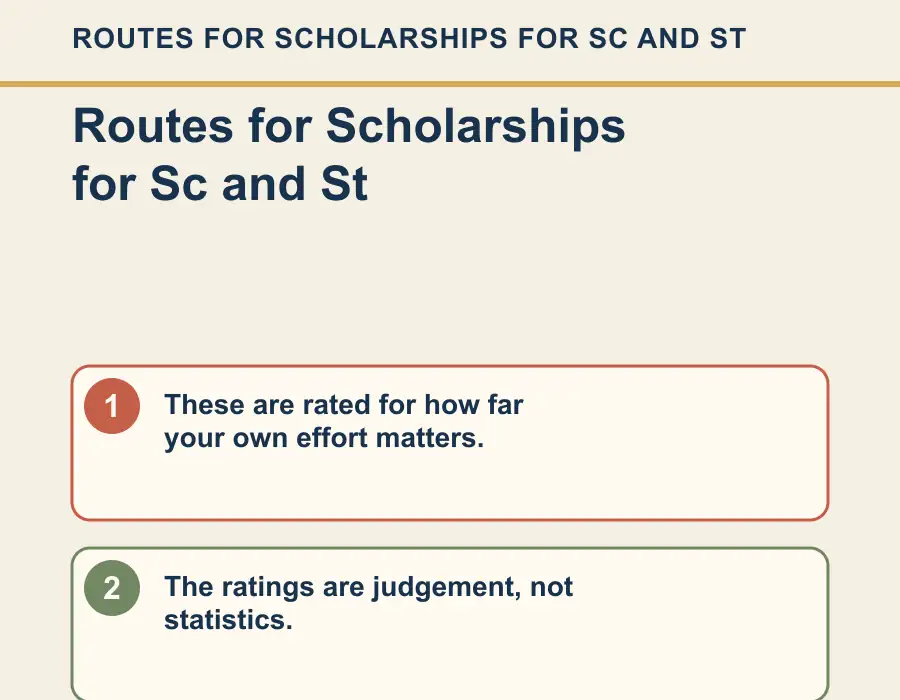 ROUTES FOR SCHOLARSHIPS FOR SC AND ST
Routes for Scholarships
for Sc and St
1
These are rated for how far
your own effort matters.
2
The ratings are judgement, not
statistics.